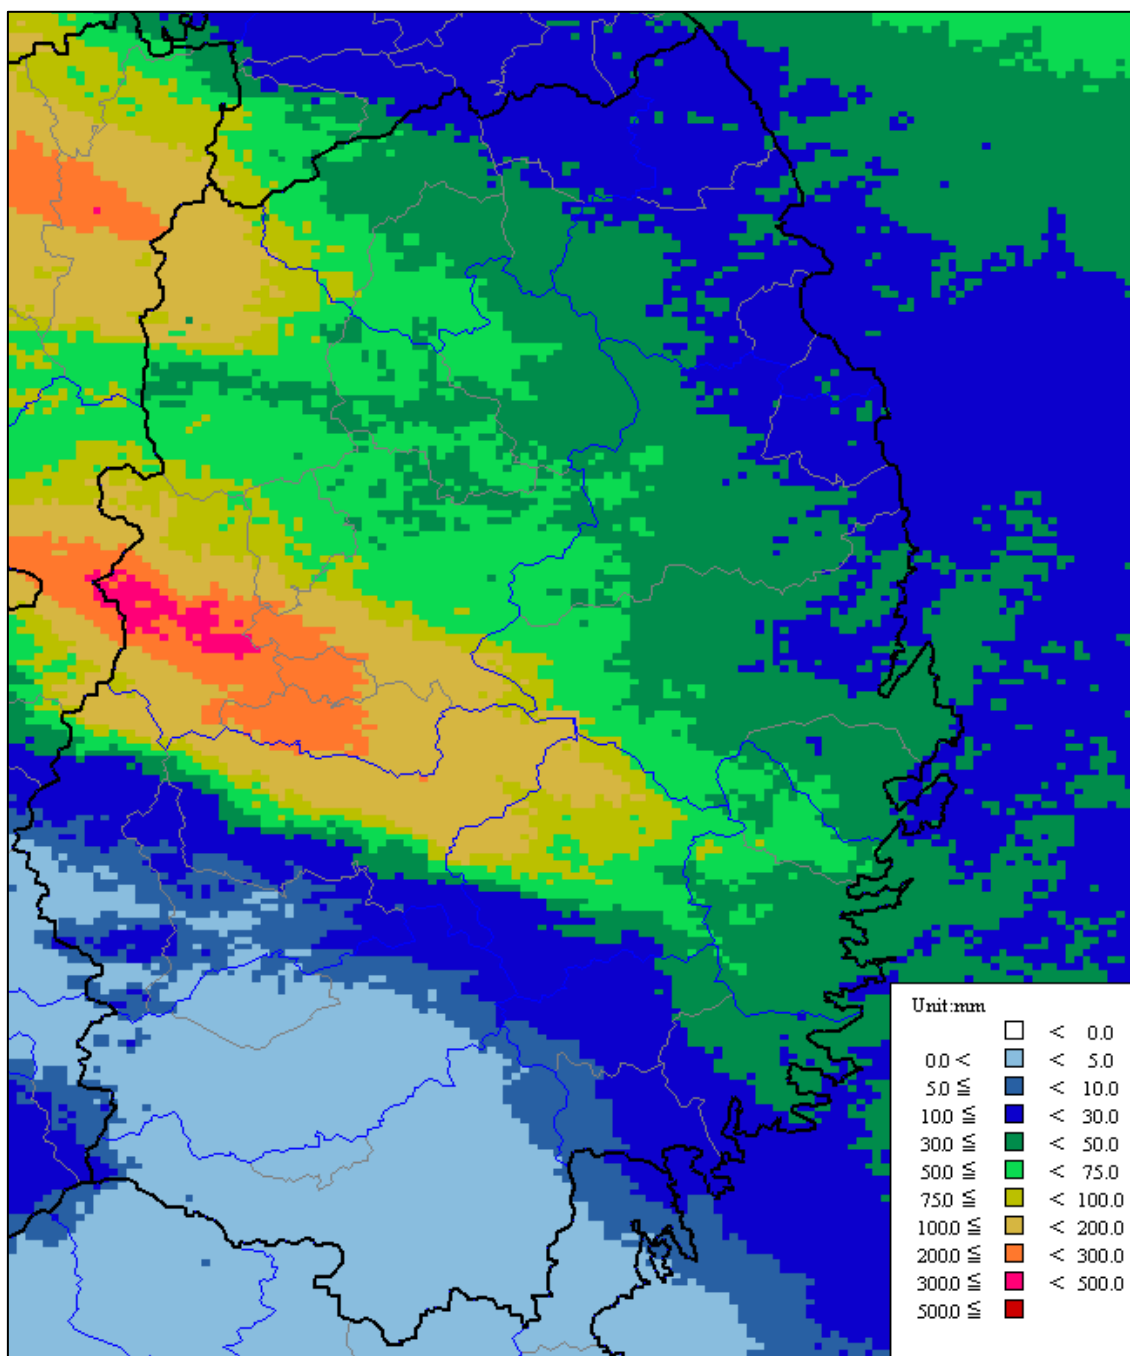 Unit:mm
< 0.0
0.0 < < 5.0
5.0 ≦ < 10.0
10.0 ≦ < 30.0
30.0 ≦ < 50.0
50.0 ≦ < 75.0
75.0 ≦ < 100.0
100.0 ≦ < 200.0
200.0 ≦ < 300.0
300.0 ≦ < 500.0
500.0 ≦